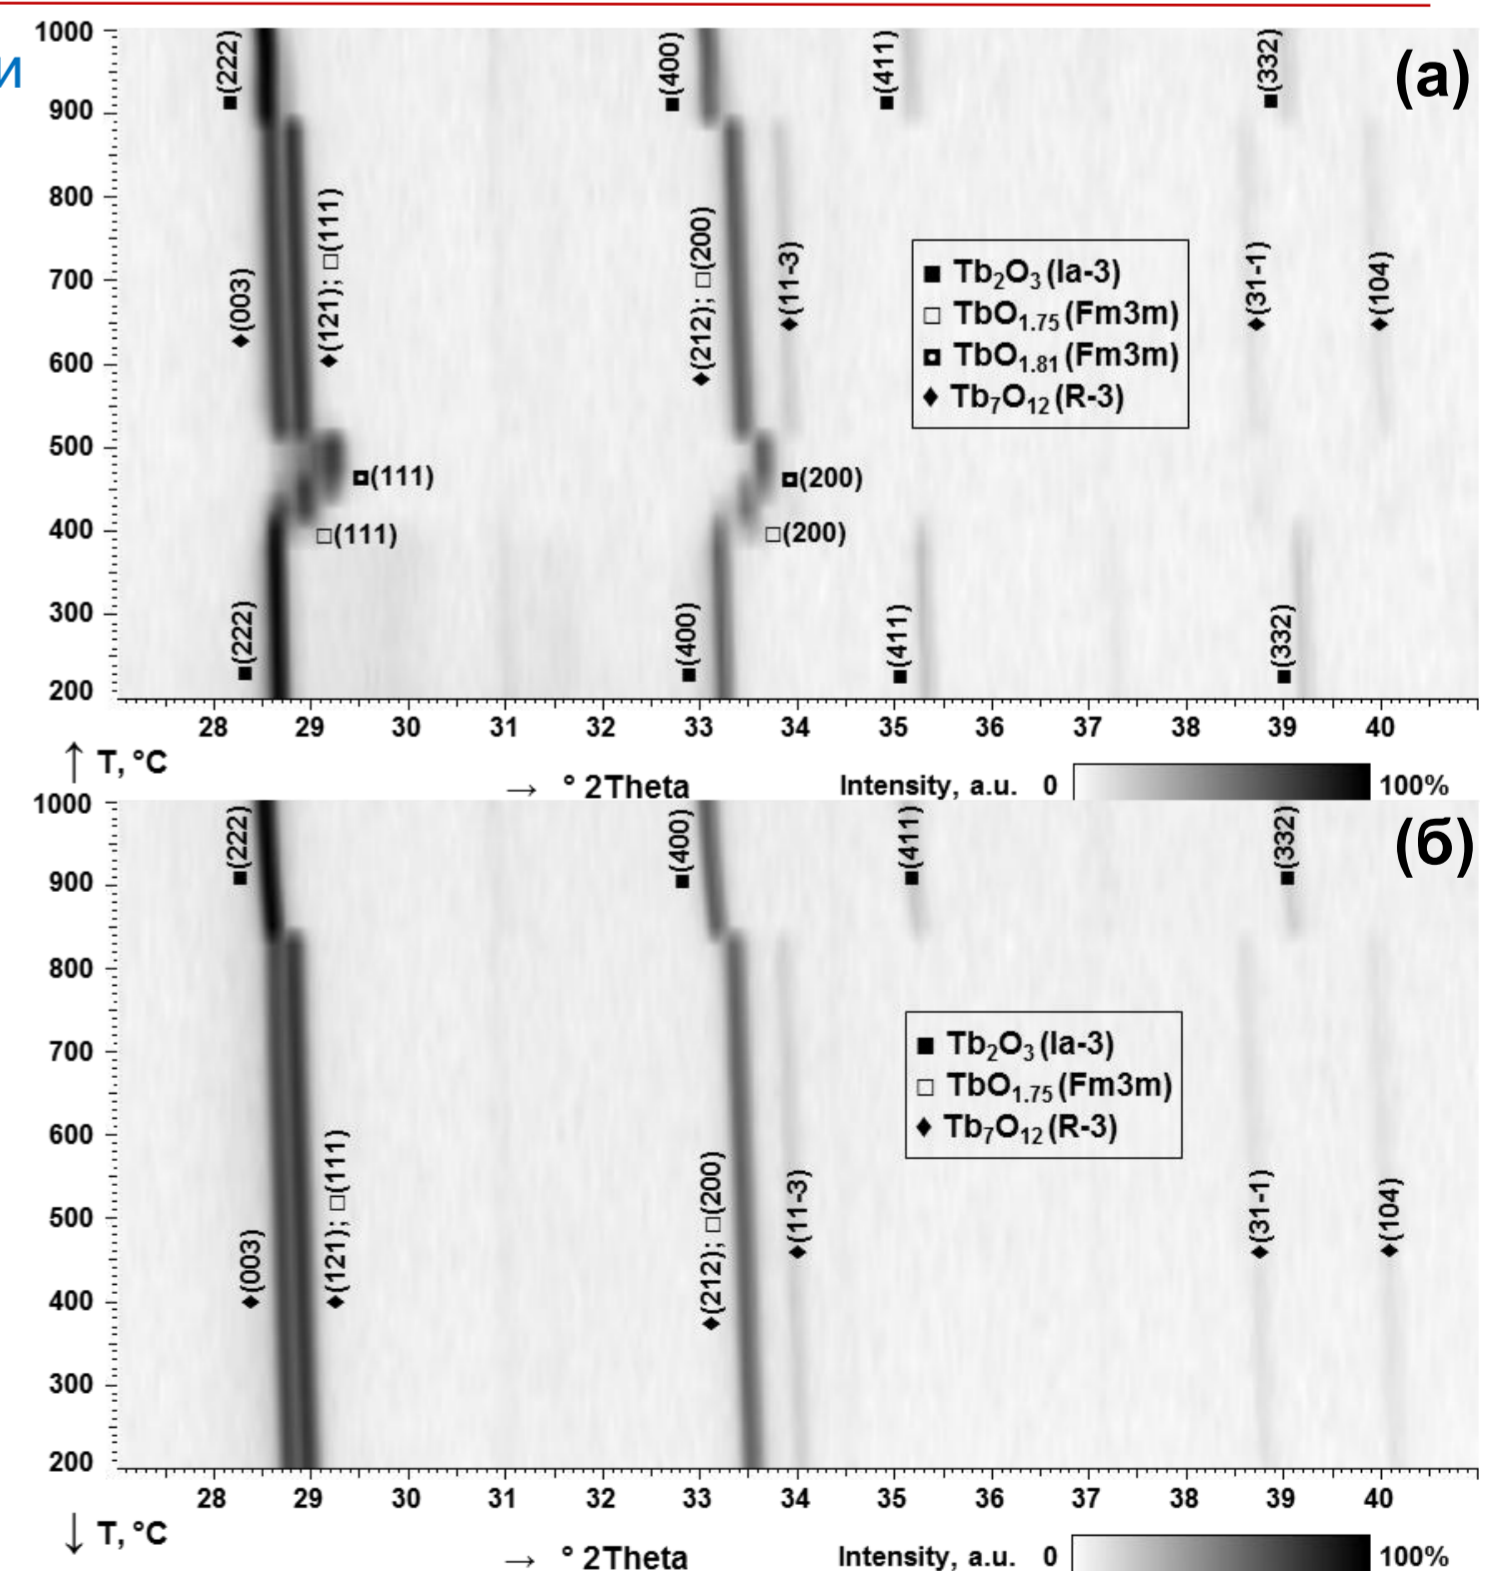 и
(а)
1000
900
800
700
600
500
400
300
200
■(222)
■(400)
■(411)
■(332)
♦(003)
♦(121); □(111)
♦(212); □(200)
♦(11-3)
♦(31-1)
♦(104)
■ Tb₂O₃ (Ia-3)
□ TbO₁.₇₅ (Fm3m)
◘ TbO₁.₈₁ (Fm3m)
♦ Tb₇O₁₂ (R-3)
◘(111)
◘(200)
□(111)
□(200)
■(222)
■(400)
■(411)
■(332)
28 29 30 31 32 33 34 35 36 37 38 39 40
↑ T, °C
→ ° 2Theta
Intensity, a.u. 0 100%
(б)
1000
900
800
700
600
500
400
300
200
■(222)
■(400)
■(411)
■(332)
■ Tb₂O₃ (Ia-3)
□ TbO₁.₇₅ (Fm3m)
♦ Tb₇O₁₂ (R-3)
♦(003)
♦(121); □(111)
♦(212); □(200)
♦(11-3)
♦(31-1)
♦(104)
28 29 30 31 32 33 34 35 36 37 38 39 40
↓ T, °C
→ ° 2Theta
Intensity, a.u. 0 100%